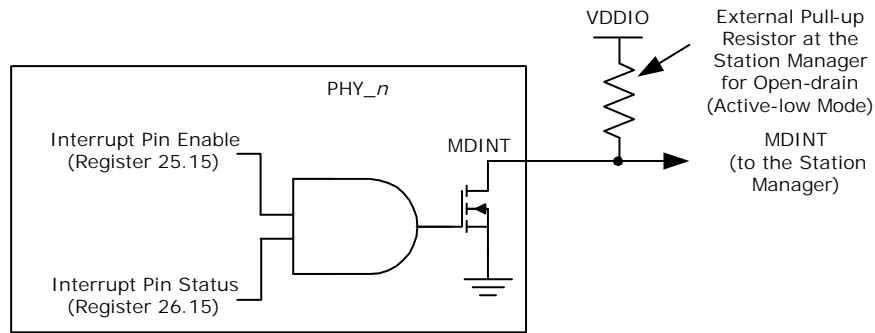 VDDIO
External Pull-up
Resistor at the
Station Manager
for Open-drain
(Active-low Mode)
PHY_n
Interrupt Pin Enable
(Register 25.15)
MDINT
MDINT
(to the Station
Manager)
Interrupt Pin Status
(Register 26.15)